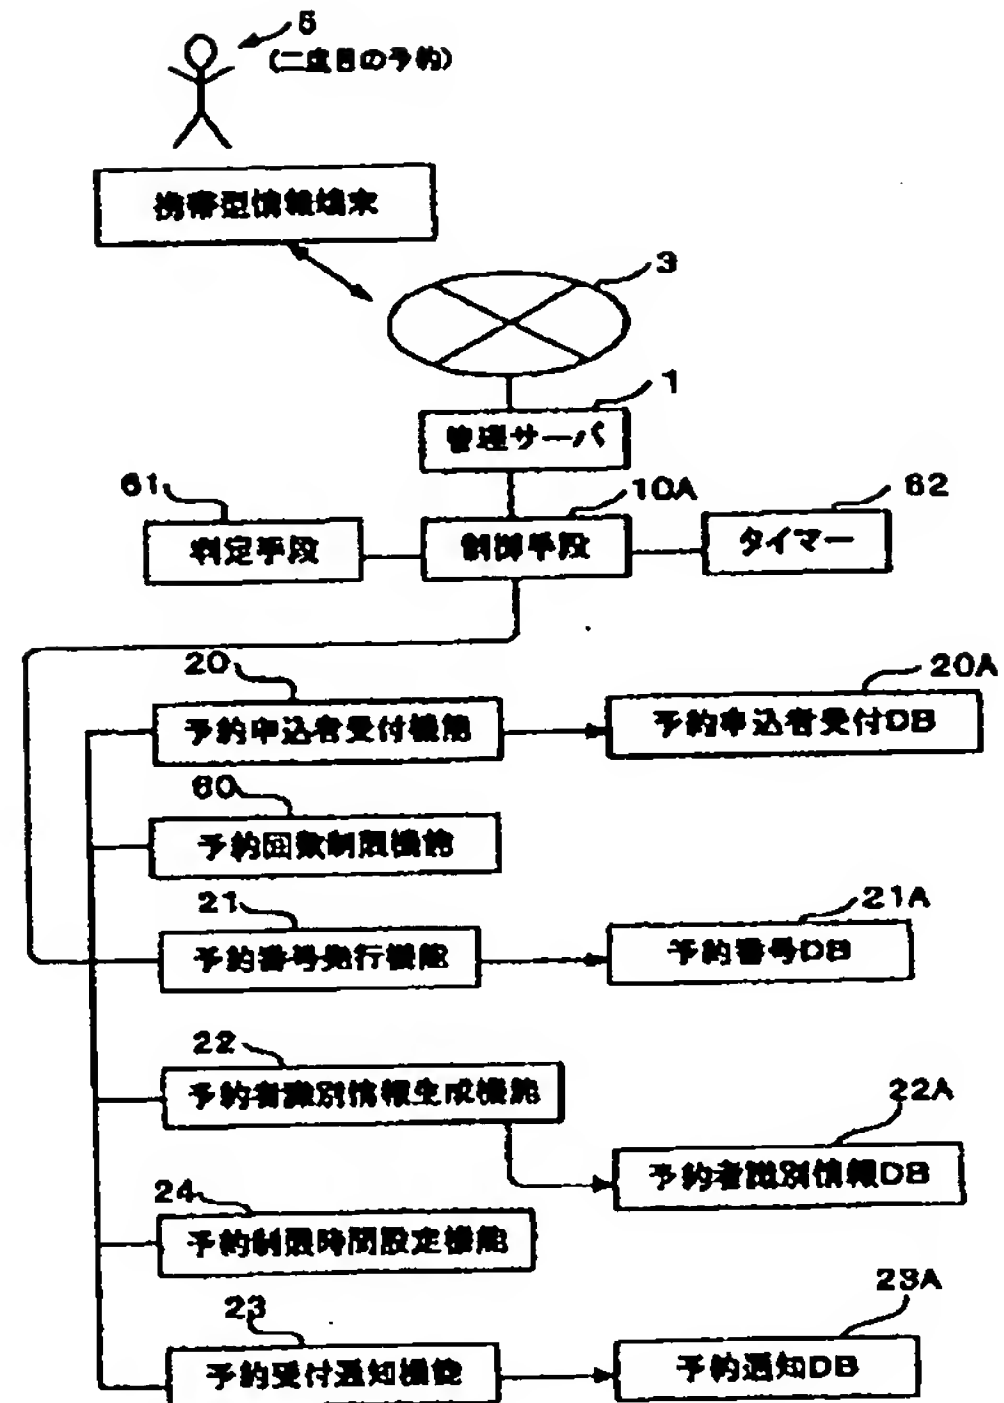 5
(二度目の予約)
携帯型情報端末
3
1
管理サーバ
61
10A
62
判定手段
制御手段
タイマー
20
20A
予約申込者受付機能
予約申込者受付DB
60
予約回数制限機能
21
21A
予約番号発行機能
予約番号DB
22
予約者識別情報生成機能
22A
予約者識別情報DB
24
予約制限時間設定機能
23
23A
予約受付通知機能
予約通知DB